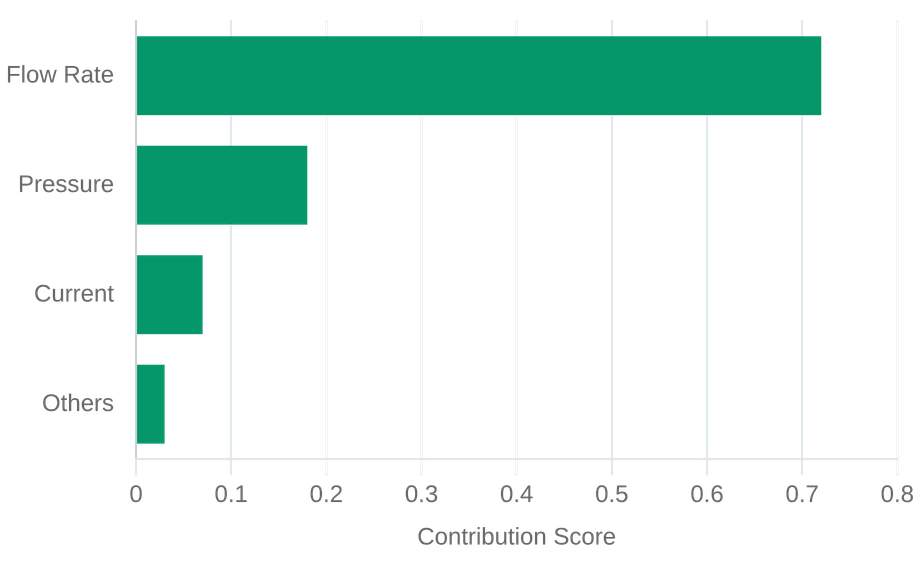 Flow Rate
Pressure
Current
Others
0 0.1 0.2 0.3 0.4 0.5 0.6 0.7 0.8
Contribution Score